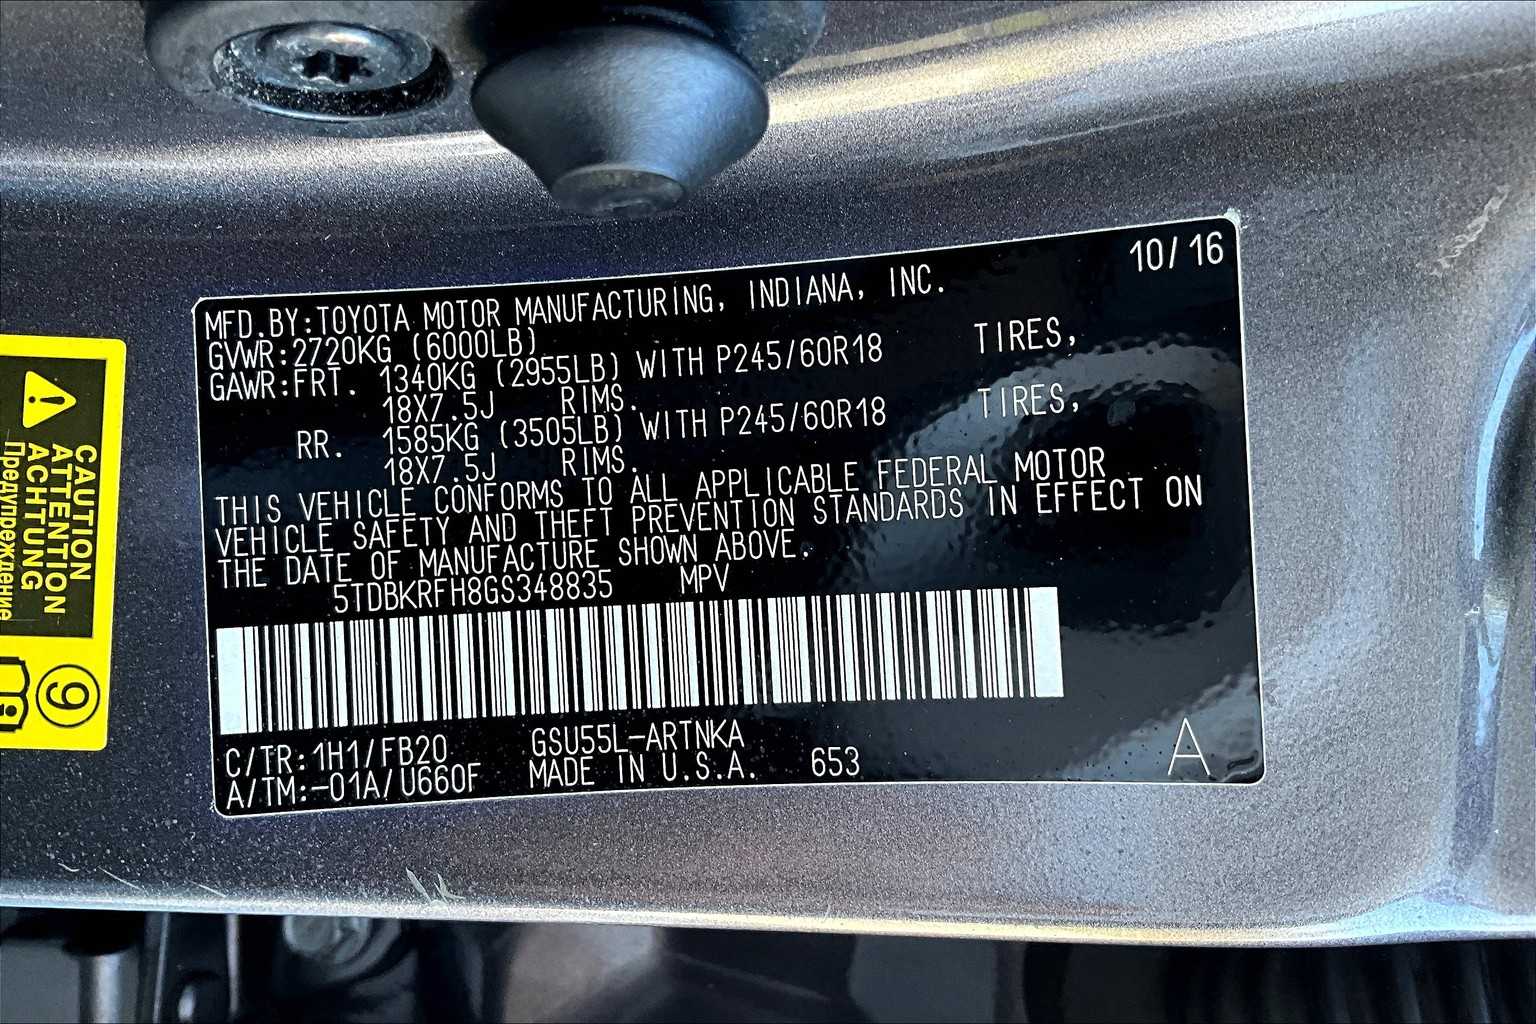 10/16
MFD.BY:TOYOTA MOTOR MANUFACTURING, INDIANA, INC.
GVWR:2720KG (6000LB)
GAWR:FRT. 1340KG (2955LB) WITH P245/60R18 TIRES,
18X7.5J RIMS.
RR. 1585KG (3505LB) WITH P245/60R18 TIRES,
18X7.5J RIMS.
THIS VEHICLE CONFORMS TO ALL APPLICABLE FEDERAL MOTOR
VEHICLE SAFETY AND THEFT PREVENTION STANDARDS IN EFFECT ON
THE DATE OF MANUFACTURE SHOWN ABOVE.
5TDBKRFH8GS348835 MPV
C/TR:1H1/FB20 GSU55L-ARTNKA
A/TM:-01A/U660F MADE IN U.S.A. 653 A
CAUTION
ATTENTION
ACHTUNG
Предупреждение
9